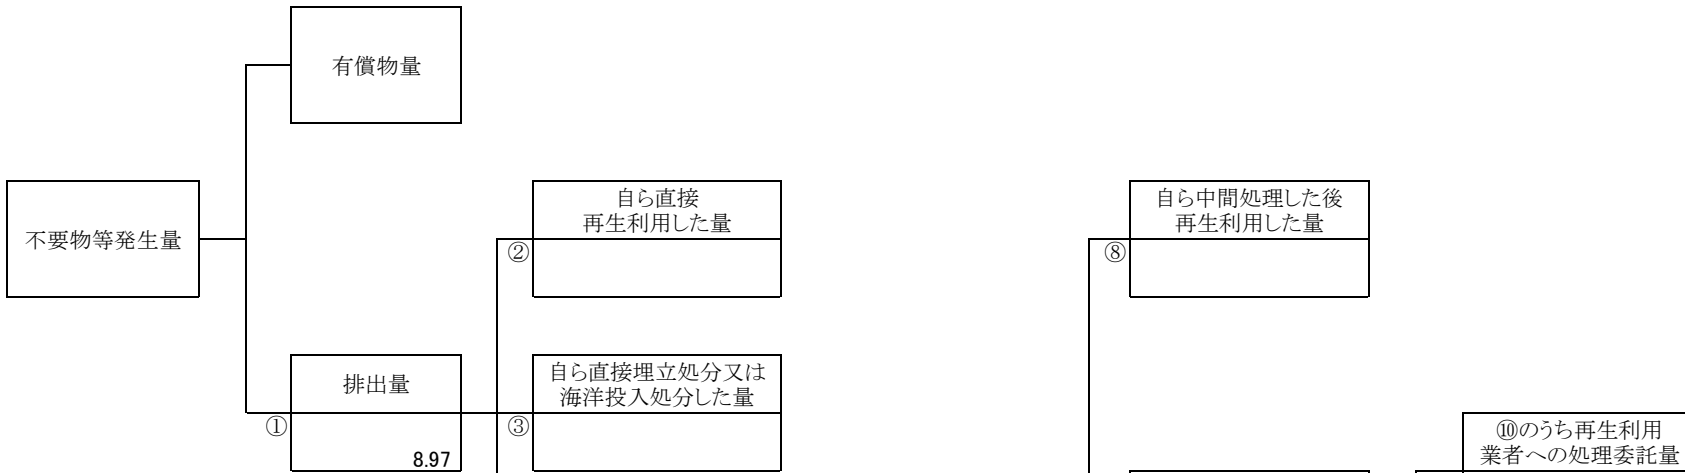 有償物量
不要物等発生量
自ら直接
再生利用した量
②
自ら中間処理した後
再生利用した量
⑧
排出量
①
8.97
自ら直接埋立処分又は
海洋投入処分した量
③
⑩のうち再生利用
業者への処理委託量